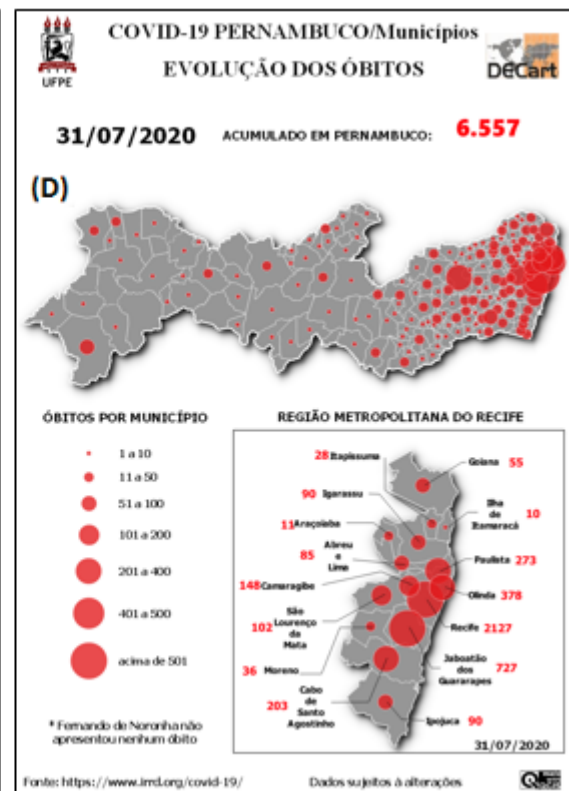 COVID-19 PERNAMBUCO/Municípios
EVOLUÇÃO DOS ÓBITOS
UFPE
DECart
31/07/2020
ACUMULADO EM PERNAMBUCO: 6.557
(D)
ÓBITOS POR MUNICÍPIO
1 a 10
11 a 50
51 a 100
101 a 200
201 a 400
401 a 500
acima de 501
* Fernando de Noronha não
apresentou nenhum óbito
REGIÃO METROPOLITANA DO RECIFE
28 Itapissuma
Goiana 55
90 Igarassu
Ilha
de
Itamaracá 10
11 Araçoiaba
Abreu
e
Lima
85
Paulista 273
148 Camaragibe
Olinda 378
São
Lourenço
da
Mata
102
Recife 2127
36 Moreno
Jaboatão
dos
Guararapes
727
Cabo
de
Santo
Agostinho
203
Ipojuca 90
31/07/2020
Fonte: https://www.irrd.org/covid-19/
Dados sujeitos à alterações